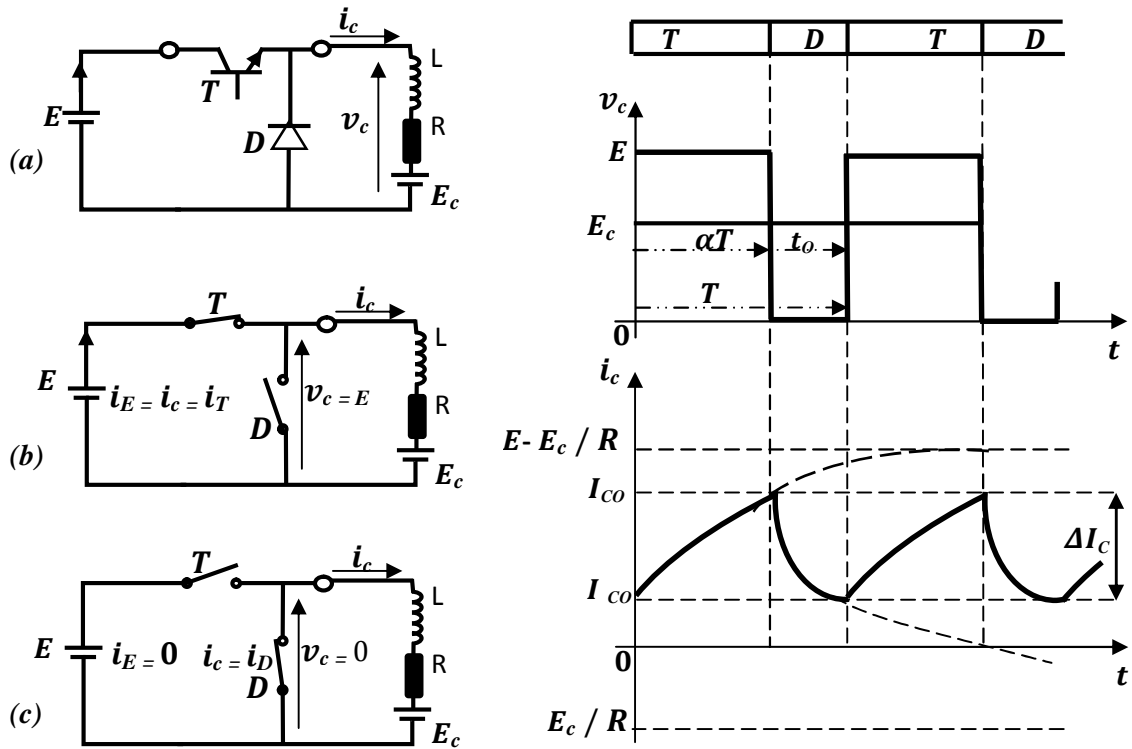 (a)
E
T
D
i_c
v_c
L
R
E_c
(b)
E
i_E = i_c = i_T
T
D
i_c
v_c = E
L
R
E_c
(c)
E
i_E = 0
T
i_c = i_D
D
i_c
v_c = 0
L
R
E_c
T D T D
v_c
E
E_c
αT t_O
T
0
t
i_c
E - E_c / R
I_CO
ΔI_C
I_CO
0
t
E_c / R